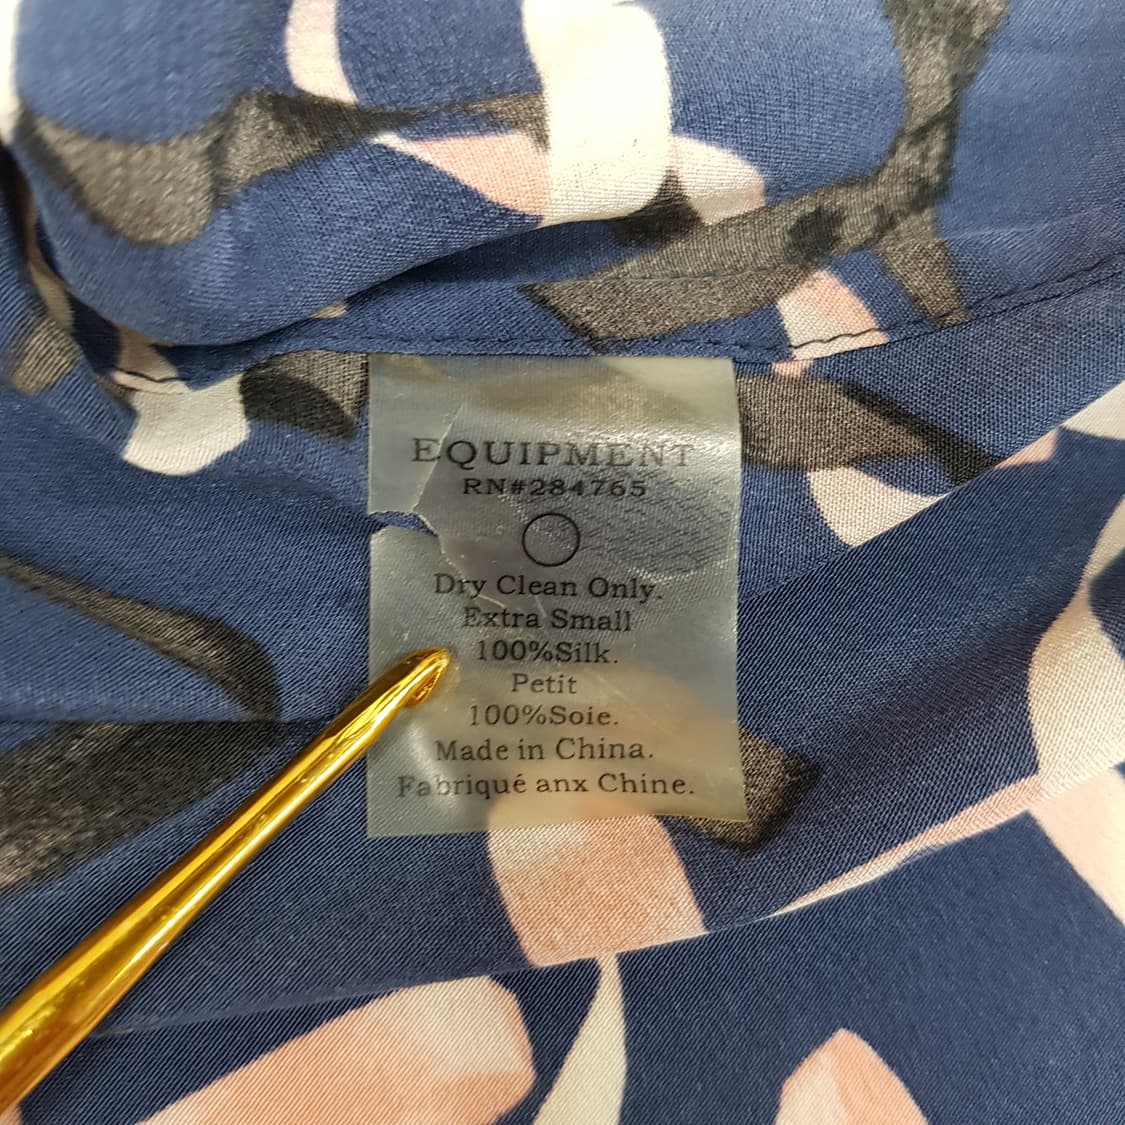 EQUIPMENT
RN#284765
Dry Clean Only.
Extra Small
100%Silk.
Petit
100%Soie.
Made in China.
Fabriqué anx Chine.